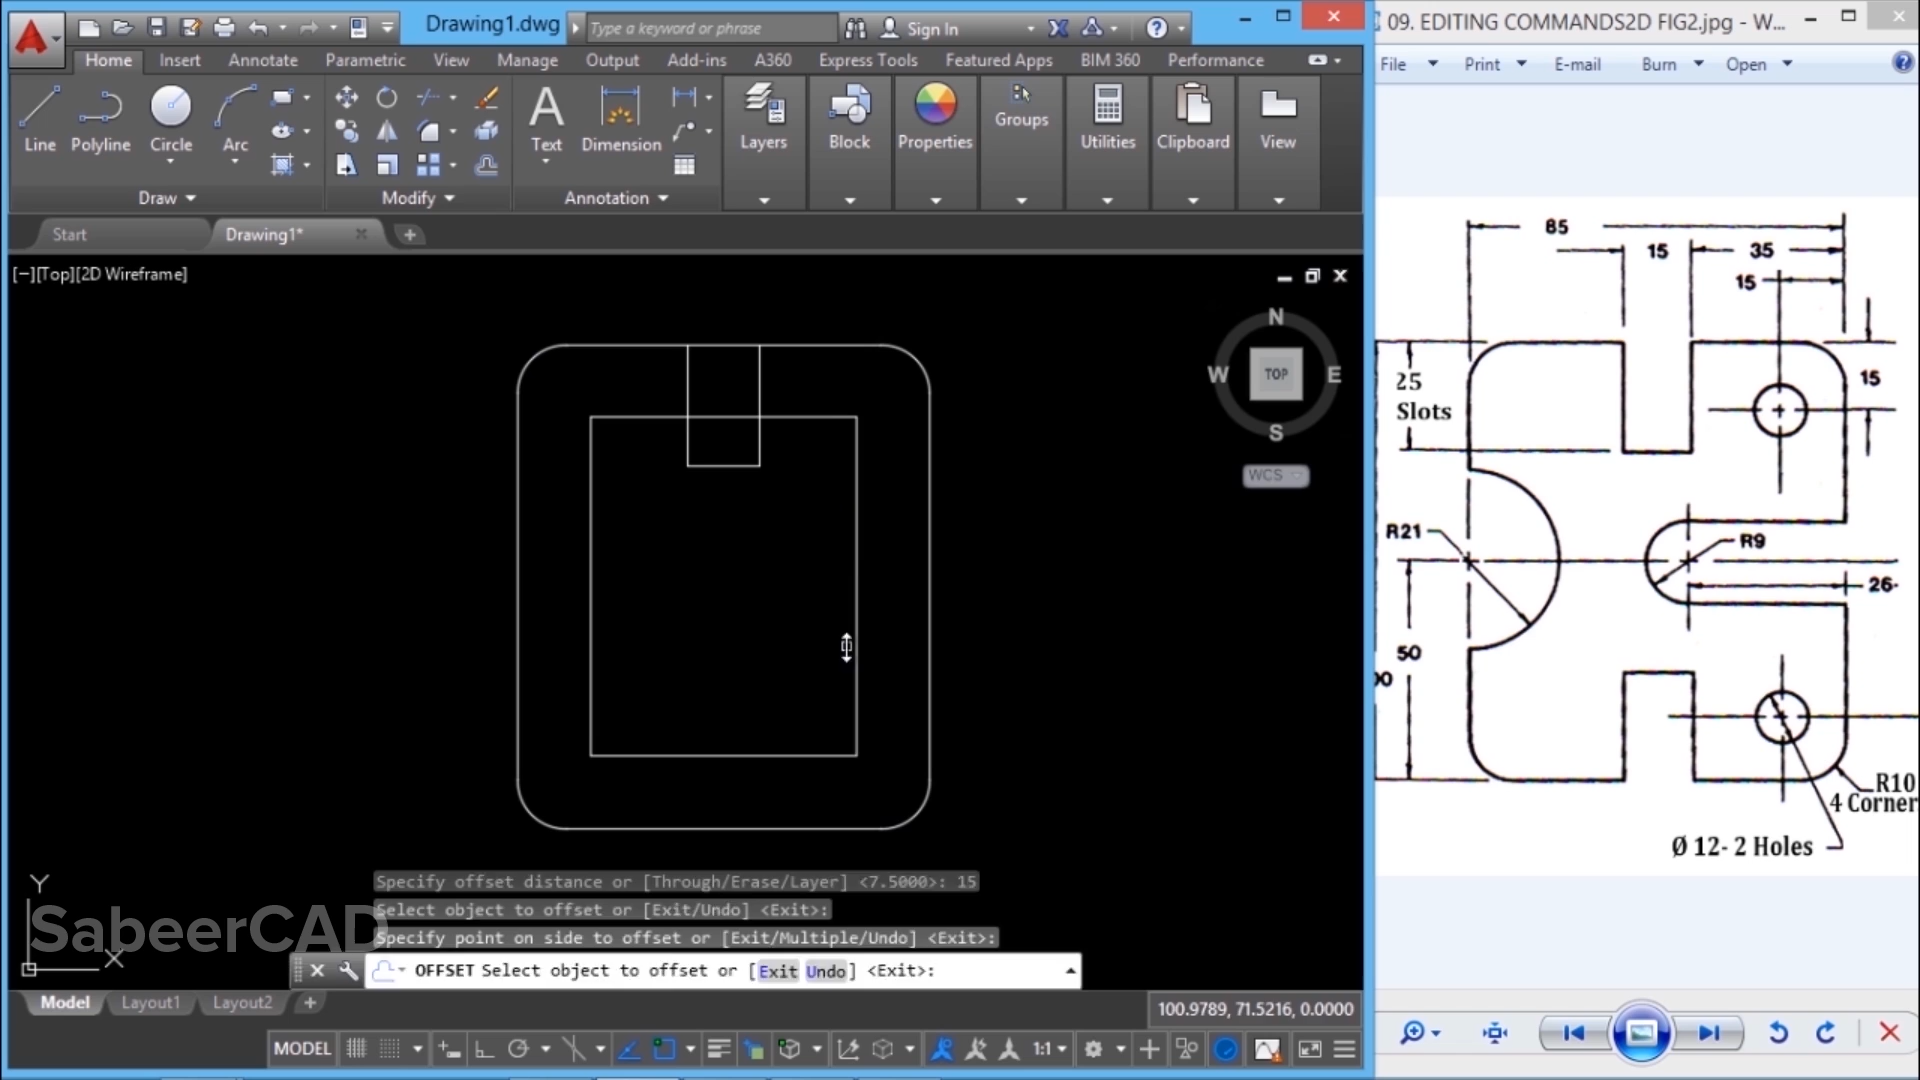 Drawing1.dwg
Type a keyword or phrase
Sign In
Home Insert Annotate Parametric View Manage Output Add-ins A360 Express Tools Featured Apps BIM 360 Performance
Line Polyline Circle Arc
Text Dimension
Layers Block Properties Groups Utilities Clipboard View
Draw Modify Annotation
Start Drawing1*
[−][Top][2D Wireframe]
N
W TOP E
S
WCS
Specify offset distance or [Through/Erase/Layer] <7.5000>: 15
Select object to offset or [Exit/Undo] <Exit>:
Specify point on side to offset or [Exit/Multiple/Undo] <Exit>:
OFFSET Select object to offset or [Exit Undo] <Exit>:
Y
X
SabeerCAD
Model Layout1 Layout2
100.9789, 71.5216, 0.0000
MODEL 1:1
09. EDITING COMMANDS2D FIG2.jpg - W...
File Print E-mail Burn Open
85
15 35
15
25
Slots
15
R21
R9
26
50
R10
4 Corner
Ø 12- 2 Holes